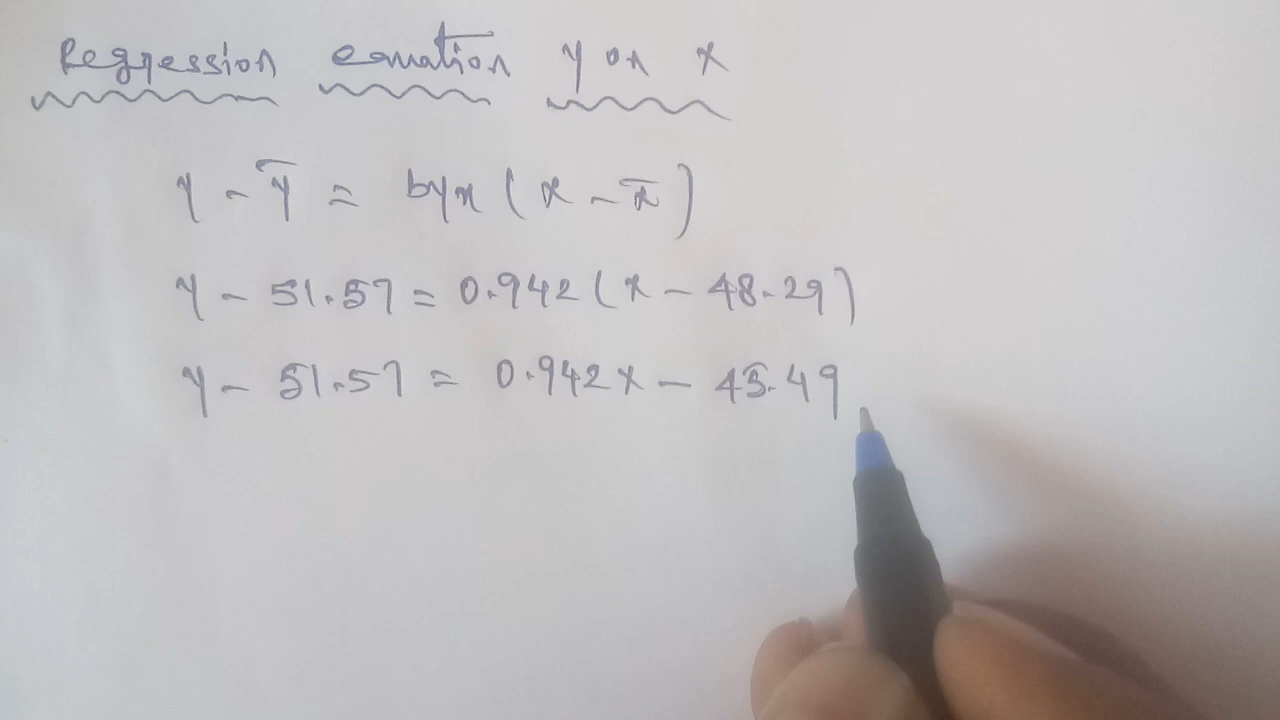 Regression equation y on x
y - ȳ = byx (x - x̄)
y - 51.57 = 0.942 (x - 48.29)
y - 51.57 = 0.942x - 45.49